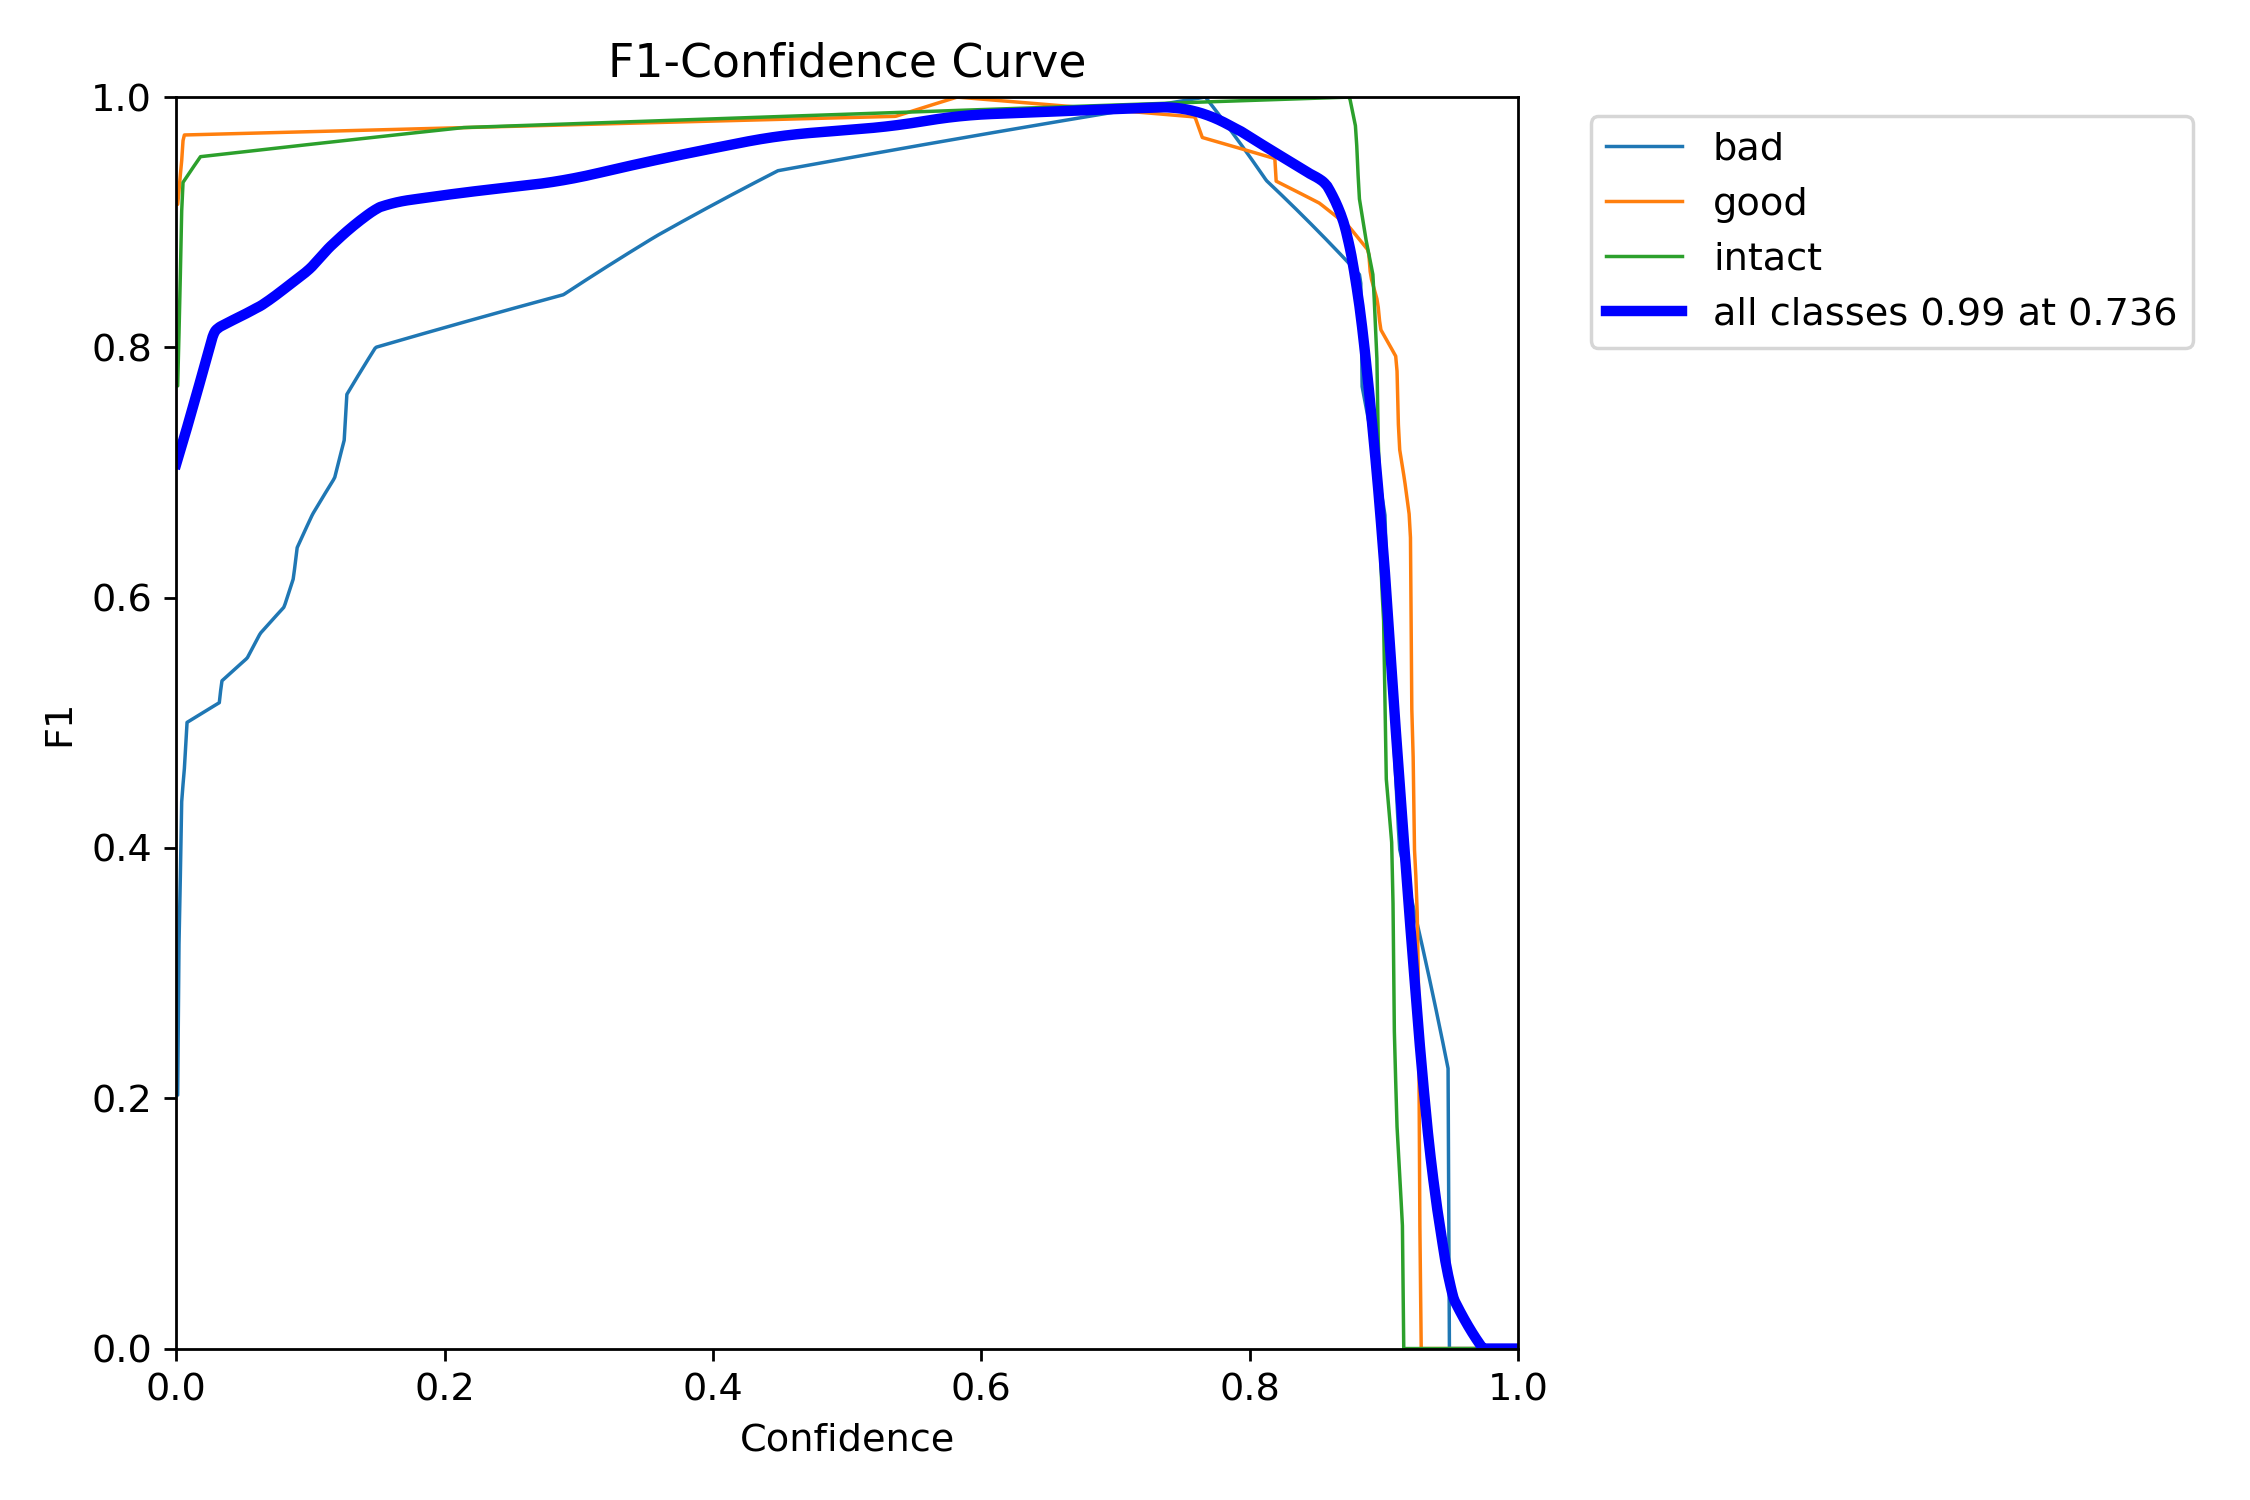 F1-Confidence Curve
1.0
0.8
0.6
0.4
0.2
0.0
F1
0.0 0.2 0.4 0.6 0.8 1.0
Confidence
bad
good
intact
all classes 0.99 at 0.736